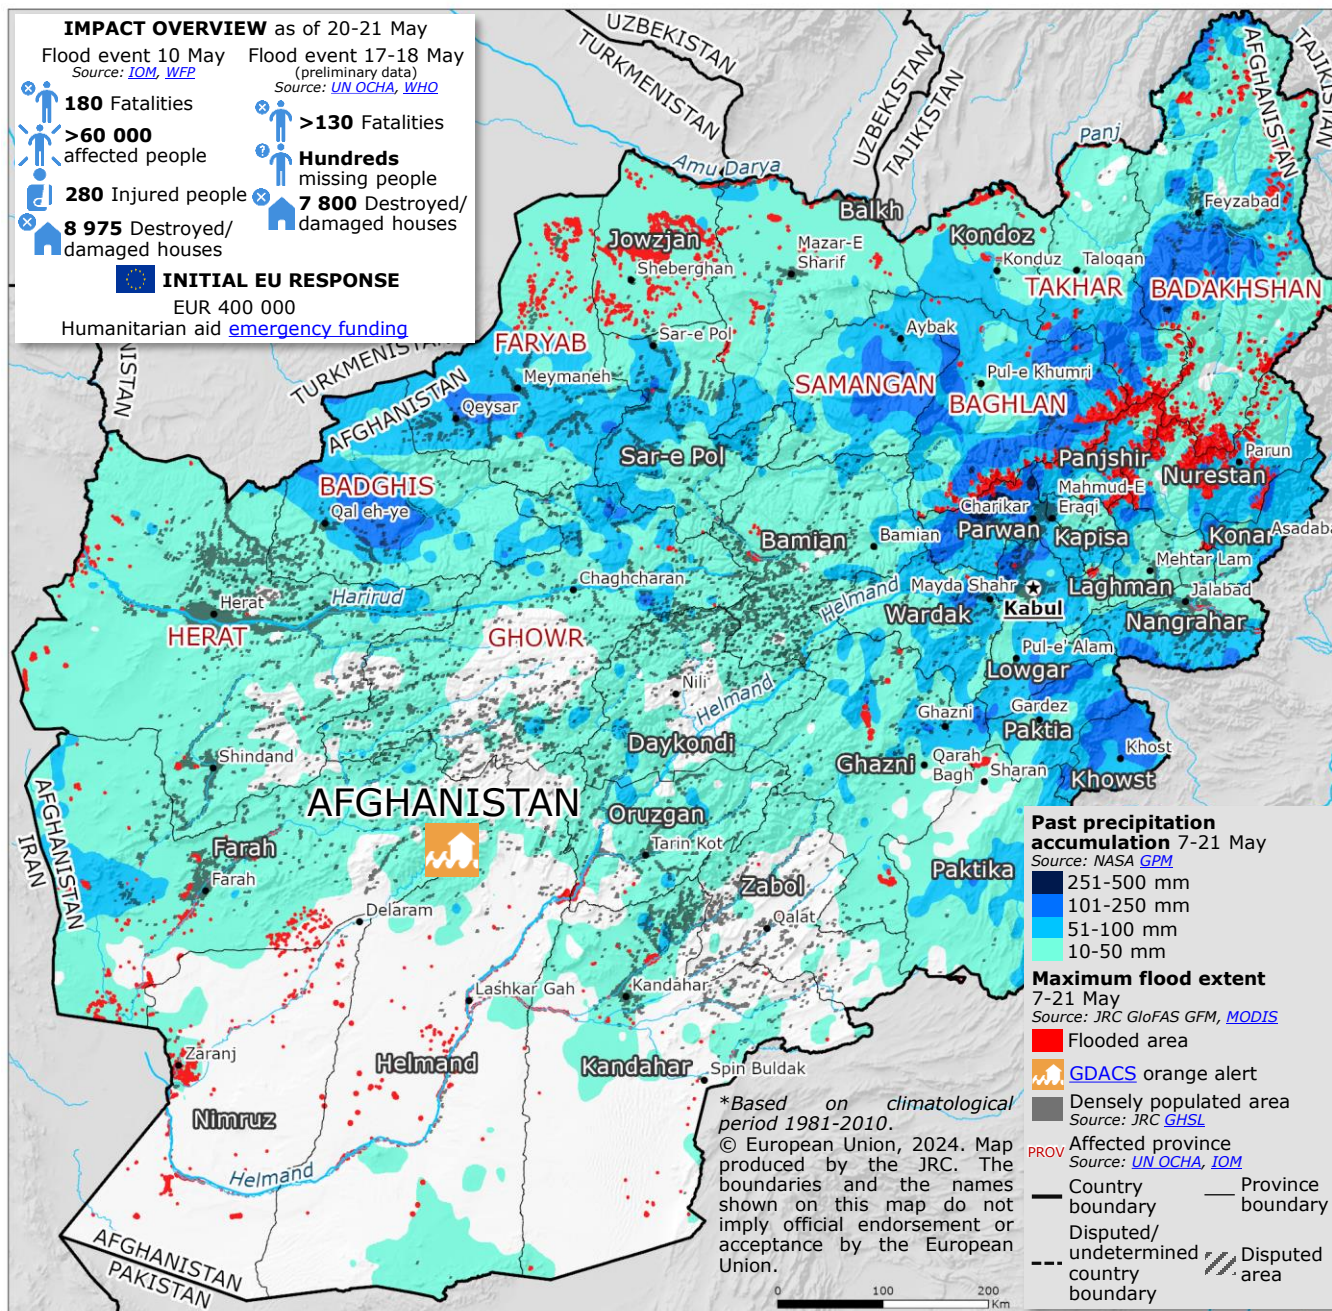 IMPACT OVERVIEW as of 20-21 May
Flood event 10 May
Source: IOM, WFP
180 Fatalities
>60 000
affected people
280 Injured people
8 975 Destroyed/
damaged houses
Flood event 17-18 May
(preliminary data)
Source: UN OCHA, WHO
>130 Fatalities
Hundreds
missing people
7 800 Destroyed/
damaged houses
INITIAL EU RESPONSE
EUR 400 000
Humanitarian aid emergency funding
UZBEKISTAN
TURKMENISTAN
UZBEKISTAN
TAJIKISTAN
AFGHANISTAN
TAJIKISTAN
Panj
Amu Darya
Feyzabad
Balkh
Kondoz
Jowzjan
Mazar-E
Sharif
Sheberghan
Konduz
Taloqan
TAKHAR
BADAKHSHAN
NISTAN
TURKMENISTAN
AFGHANISTAN
FARYAB
Sar-e Pol
Aybak
Meymaneh
SAMANGAN
Pul-e Khumri
BAGHLAN
Qeysar
Sar-e Pol
Panjshir
Parun
Nurestan
BADGHIS
Qal eh-ye
Mahmud-E
Eraqi
Charikar
Parwan
Kapisa
Konar
Asadaba
Bamian
Bamian
Mehtar Lam
Chaghcharan
Mayda Shahr
Laghman
Jalabad
Herat
Harirud
Helmand
Kabul
Wardak
Nangrahar
HERAT
GHOWR
Pul-e' Alam
Lowgar
Nili
Helmand
Ghazni
Gardez
Paktia
Shindand
Daykondi
Khost
Ghazni
Qarah
Bagh
Sharan
Khowst
AFGHANISTAN
IRAN
AFGHANISTAN
Oruzgan
Farah
Tarin Kot
Farah
Zabol
Paktika
Delaram
Qalat
Lashkar Gah
Kandahar
Zaranj
Helmand
Kandahar
Spin Buldak
Nimruz
Helmand
AFGHANISTAN
PAKISTAN
*Based on climatological
period 1981-2010.
© European Union, 2024. Map
produced by the JRC. The
boundaries and the names
shown on this map do not
imply official endorsement or
acceptance by the European
Union.
0 100 200
Km
Past precipitation
accumulation 7-21 May
Source: NASA GPM
251-500 mm
101-250 mm
51-100 mm
10-50 mm
Maximum flood extent
7-21 May
Source: JRC GloFAS GFM, MODIS
Flooded area
GDACS orange alert
Densely populated area
Source: JRC GHSL
PROV Affected province
Source: UN OCHA, IOM
Country
boundary
Province
boundary
Disputed/
undetermined
country
boundary
Disputed
area